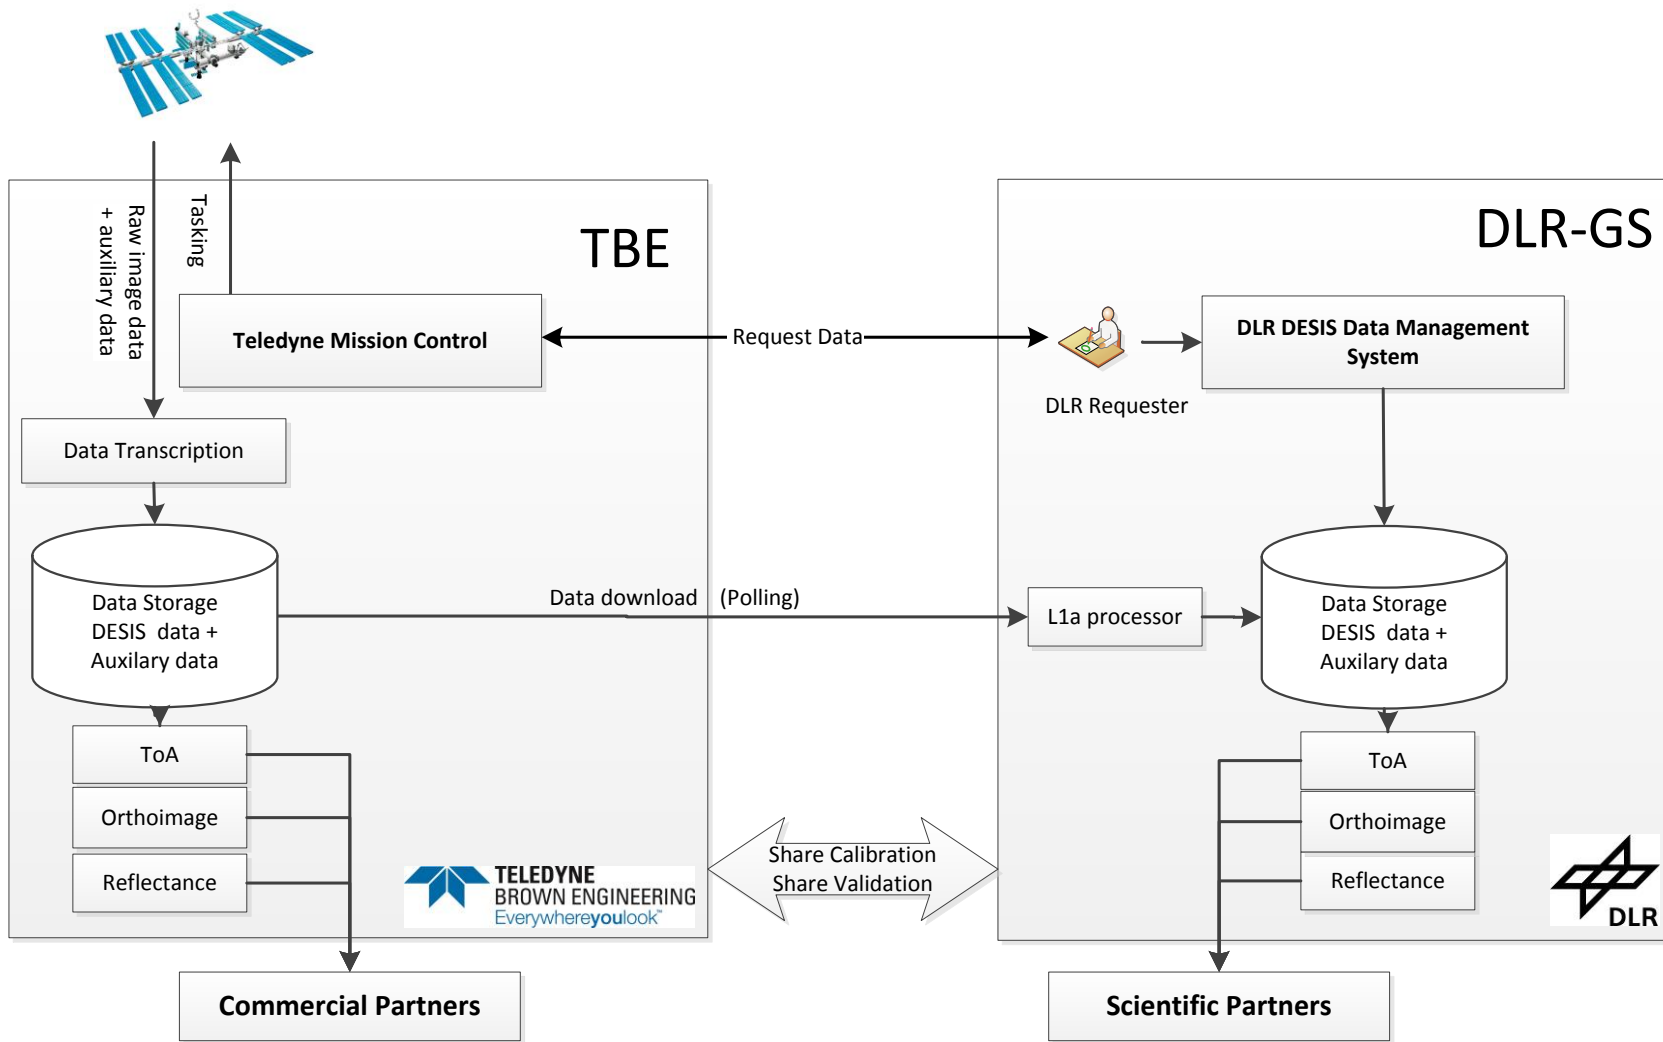 TBE
DLR-GS
Raw image data
+ auxiliary data
Tasking
Teledyne Mission Control
Request Data
DLR Requester
DLR DESIS Data Management
System
Data Transcription
Data Storage
DESIS data +
Auxilary data
Data download (Polling)
L1a processor
Data Storage
DESIS data +
Auxilary data
ToA
Orthoimage
Reflectance
TELEDYNE
BROWN ENGINEERING
Everywhereyoulook™
Share Calibration
Share Validation
ToA
Orthoimage
Reflectance
DLR
Commercial Partners
Scientific Partners